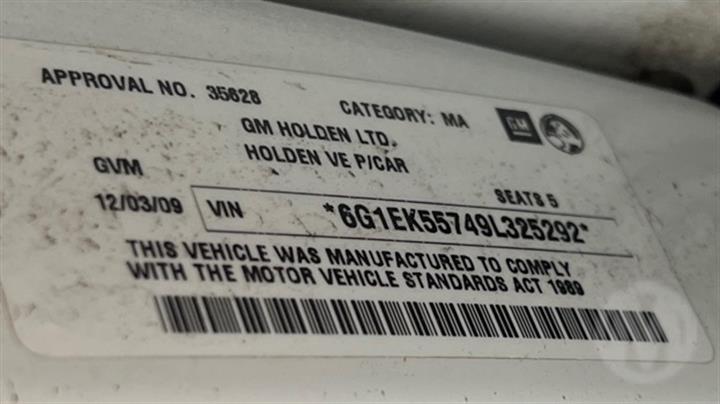 APPROVAL NO. 35628
CATEGORY: MA
GM
GM HOLDEN LTD.
HOLDEN VE P/CAR
GVM
SEATS 5
12/03/09
VIN
*6G1EK55749L325292*
THIS VEHICLE WAS MANUFACTURED TO COMPLY
WITH THE MOTOR VEHICLE STANDARDS ACT 1989